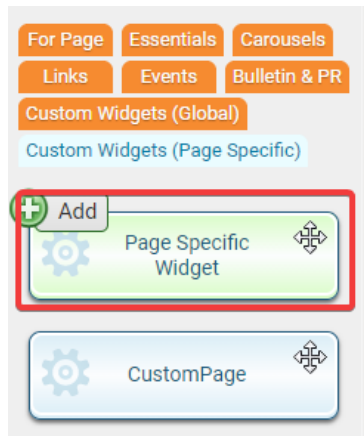 For Page Essentials Carousels
Links Events Bulletin & PR
Custom Widgets (Global)
Custom Widgets (Page Specific)
Add
Page Specific
Widget
CustomPage